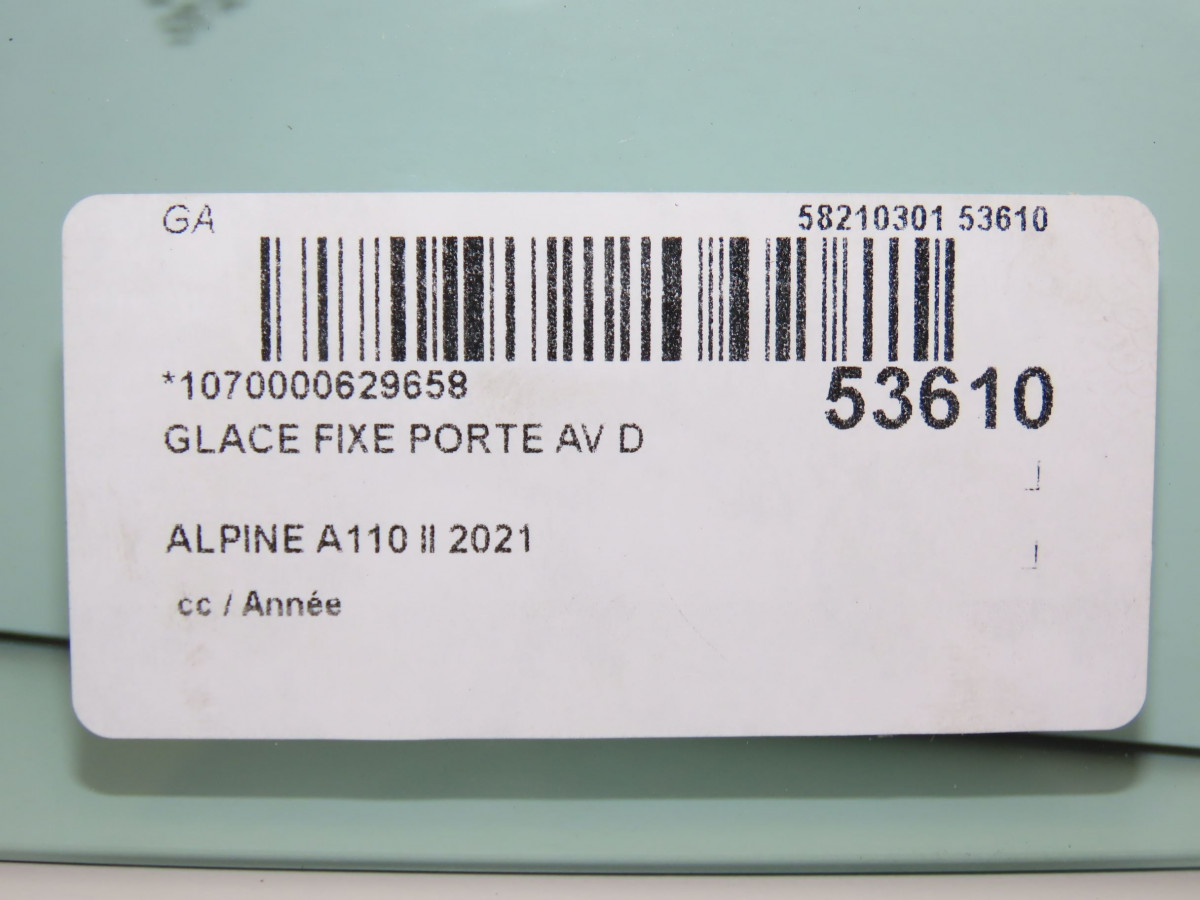 GA 58210301 53610
*1070000629658 53610
GLACE FIXE PORTE AV D
ALPINE A110 II 2021
cc / Année